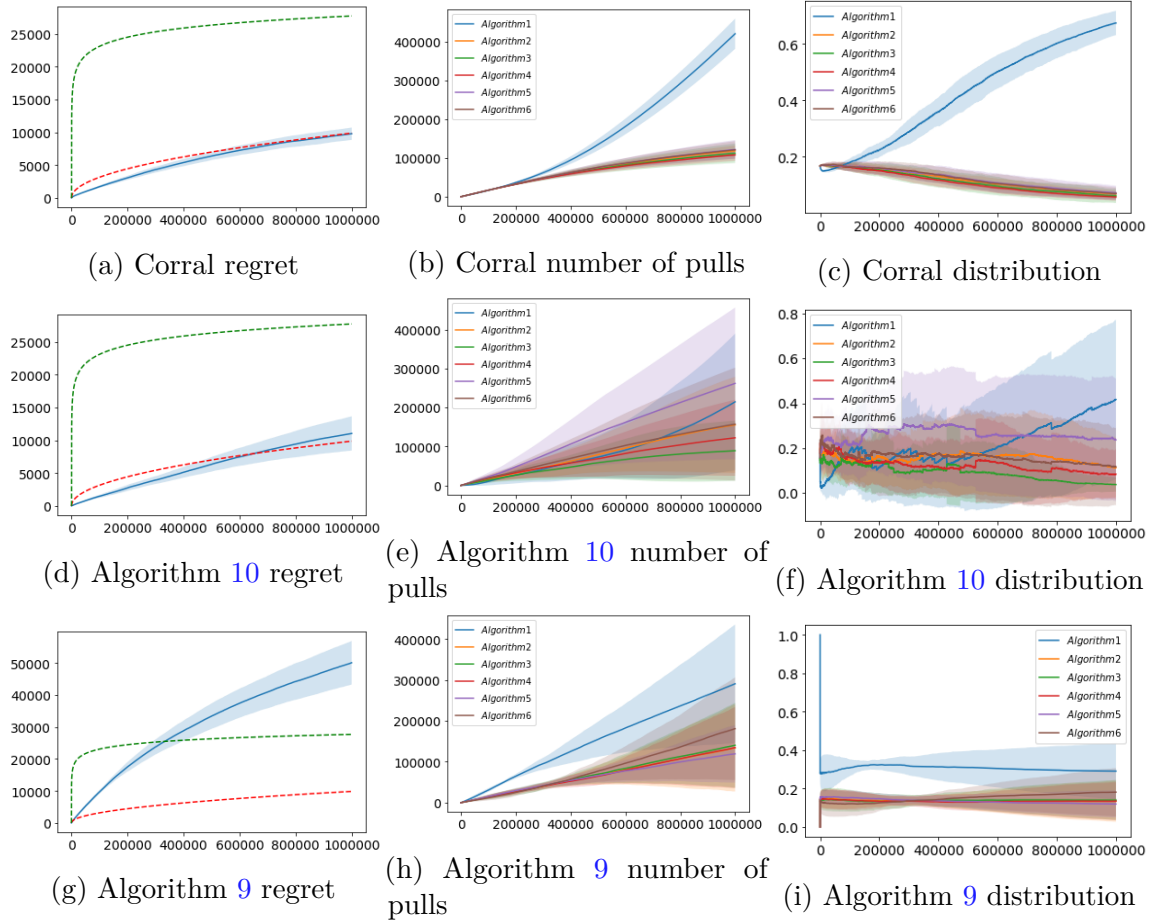 25000
20000
15000
10000
5000
0
0 200000 400000 600000 800000 1000000
(a) Corral regret
400000
300000
200000
100000
0
Algorithm1
Algorithm2
Algorithm3
Algorithm4
Algorithm5
Algorithm6
0 200000 400000 600000 800000 1000000
(b) Corral number of pulls
0.6
0.4
0.2
Algorithm1
Algorithm2
Algorithm3
Algorithm4
Algorithm5
Algorithm6
0 200000 400000 600000 800000 1000000
(c) Corral distribution
25000
20000
15000
10000
5000
0
0 200000 400000 600000 800000 1000000
(d) Algorithm 10 regret
400000
300000
200000
100000
0
Algorithm1
Algorithm2
Algorithm3
Algorithm4
Algorithm5
Algorithm6
0 200000 400000 600000 800000 1000000
(e) Algorithm 10 number of
pulls
0.8
0.6
0.4
0.2
0.0
Algorithm1
Algorithm2
Algorithm3
Algorithm4
Algorithm5
Algorithm6
0 200000 400000 600000 800000 1000000
(f) Algorithm 10 distribution
50000
40000
30000
20000
10000
0
0 200000 400000 600000 800000 1000000
(g) Algorithm 9 regret
400000
300000
200000
100000
0
Algorithm1
Algorithm2
Algorithm3
Algorithm4
Algorithm5
Algorithm6
0 200000 400000 600000 800000 1000000
(h) Algorithm 9 number of
pulls
1.0
0.8
0.6
0.4
0.2
0.0
Algorithm1
Algorithm2
Algorithm3
Algorithm4
Algorithm5
Algorithm6
0 200000 400000 600000 800000 1000000
(i) Algorithm 9 distribution